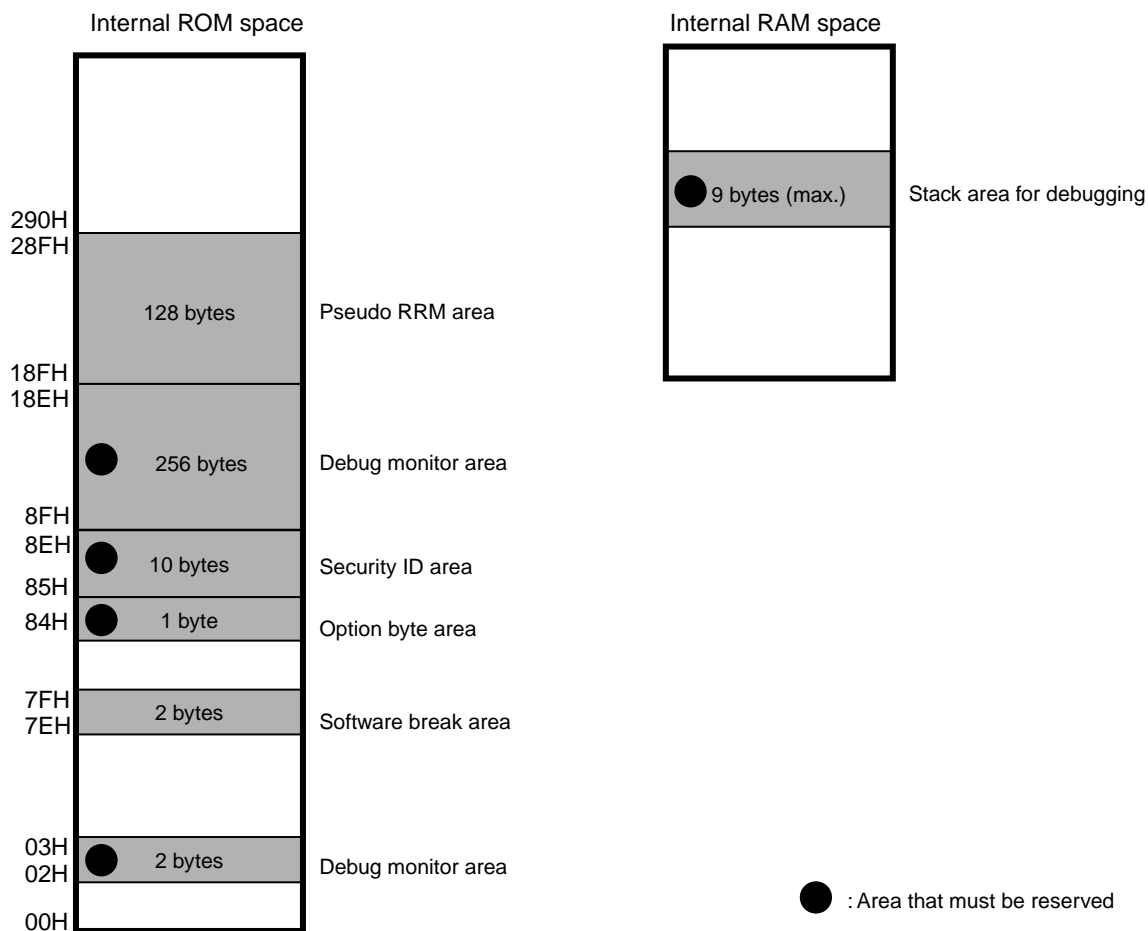 Internal ROM space
290H
28FH
128 bytes
Pseudo RRM area
18FH
18EH
256 bytes
Debug monitor area
8FH
8EH
10 bytes
Security ID area
85H
84H
1 byte
Option byte area
7FH
7EH
2 bytes
Software break area
03H
02H
2 bytes
Debug monitor area
00H
Internal RAM space
9 bytes (max.)
Stack area for debugging
: Area that must be reserved